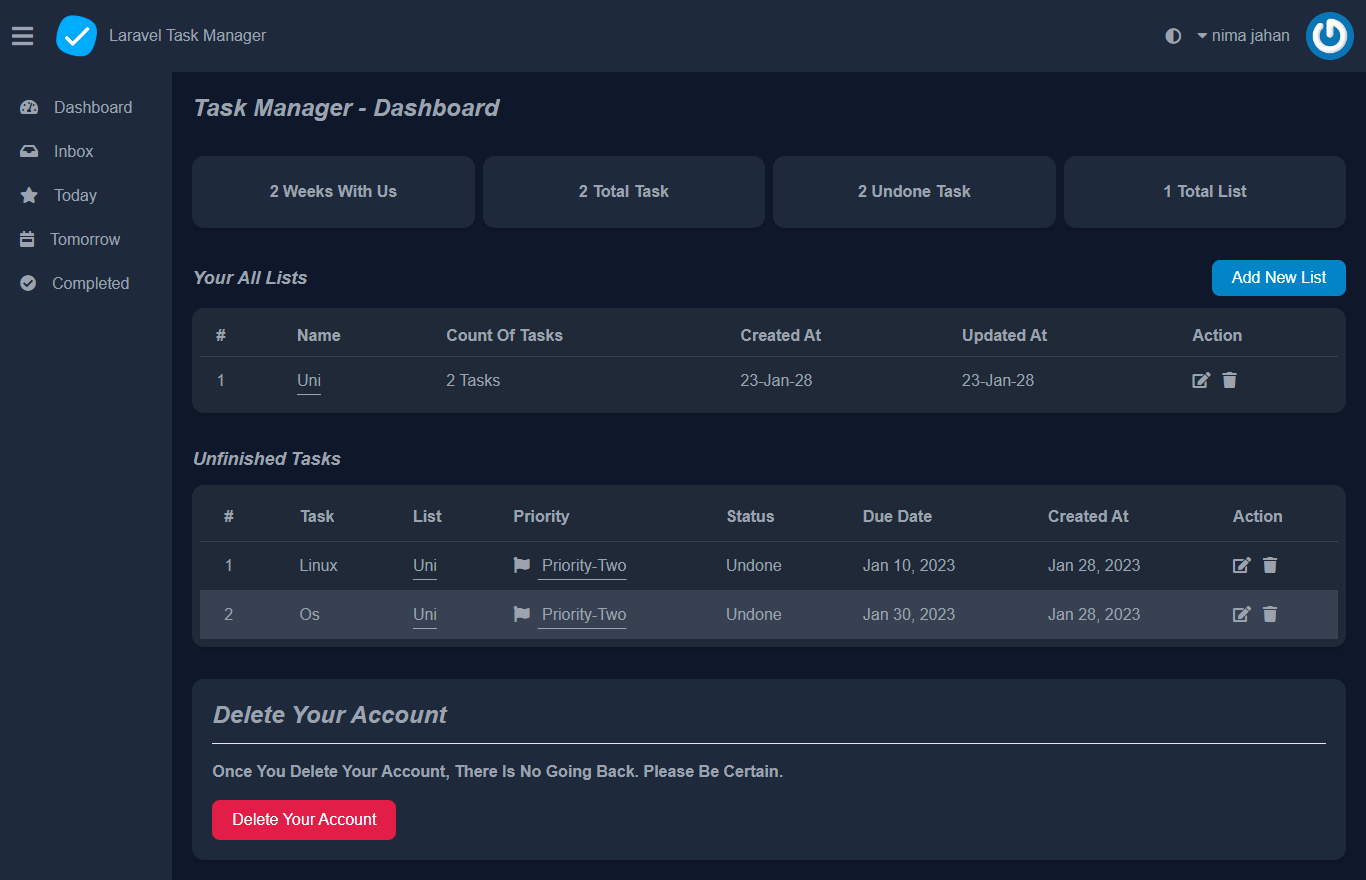 Laravel Task Manager
nima jahan
Dashboard
Inbox
Today
Tomorrow
Completed
Task Manager - Dashboard
2 Weeks With Us 2 Total Task 2 Undone Task 1 Total List
Your All Lists
Add New List
# Name Count Of Tasks Created At Updated At Action
1 Uni 2 Tasks 23-Jan-28 23-Jan-28
Unfinished Tasks
# Task List Priority Status Due Date Created At Action
1 Linux Uni Priority-Two Undone Jan 10, 2023 Jan 28, 2023
2 Os Uni Priority-Two Undone Jan 30, 2023 Jan 28, 2023
Delete Your Account
Once You Delete Your Account, There Is No Going Back. Please Be Certain.
Delete Your Account